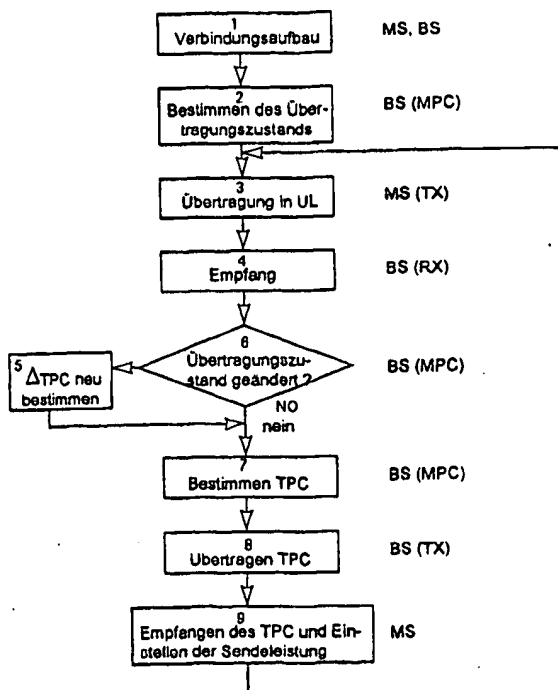 1
Verbindungsaufbau
MS, BS
2
Bestimmen des Über-
tragungszustands
BS (MPC)
3
Übertragung in UL
MS (TX)
4
Empfang
BS (RX)
6
Übertragungszu-
stand geändert ?
BS (MPC)
5
ΔTPC neu
bestimmen
NO
nein
7
Bestimmen TPC
BS (MPC)
8
Ubertragen TPC
BS (TX)
9
Empfangen des TPC und Ein-
stellen der Sendeleistung
MS